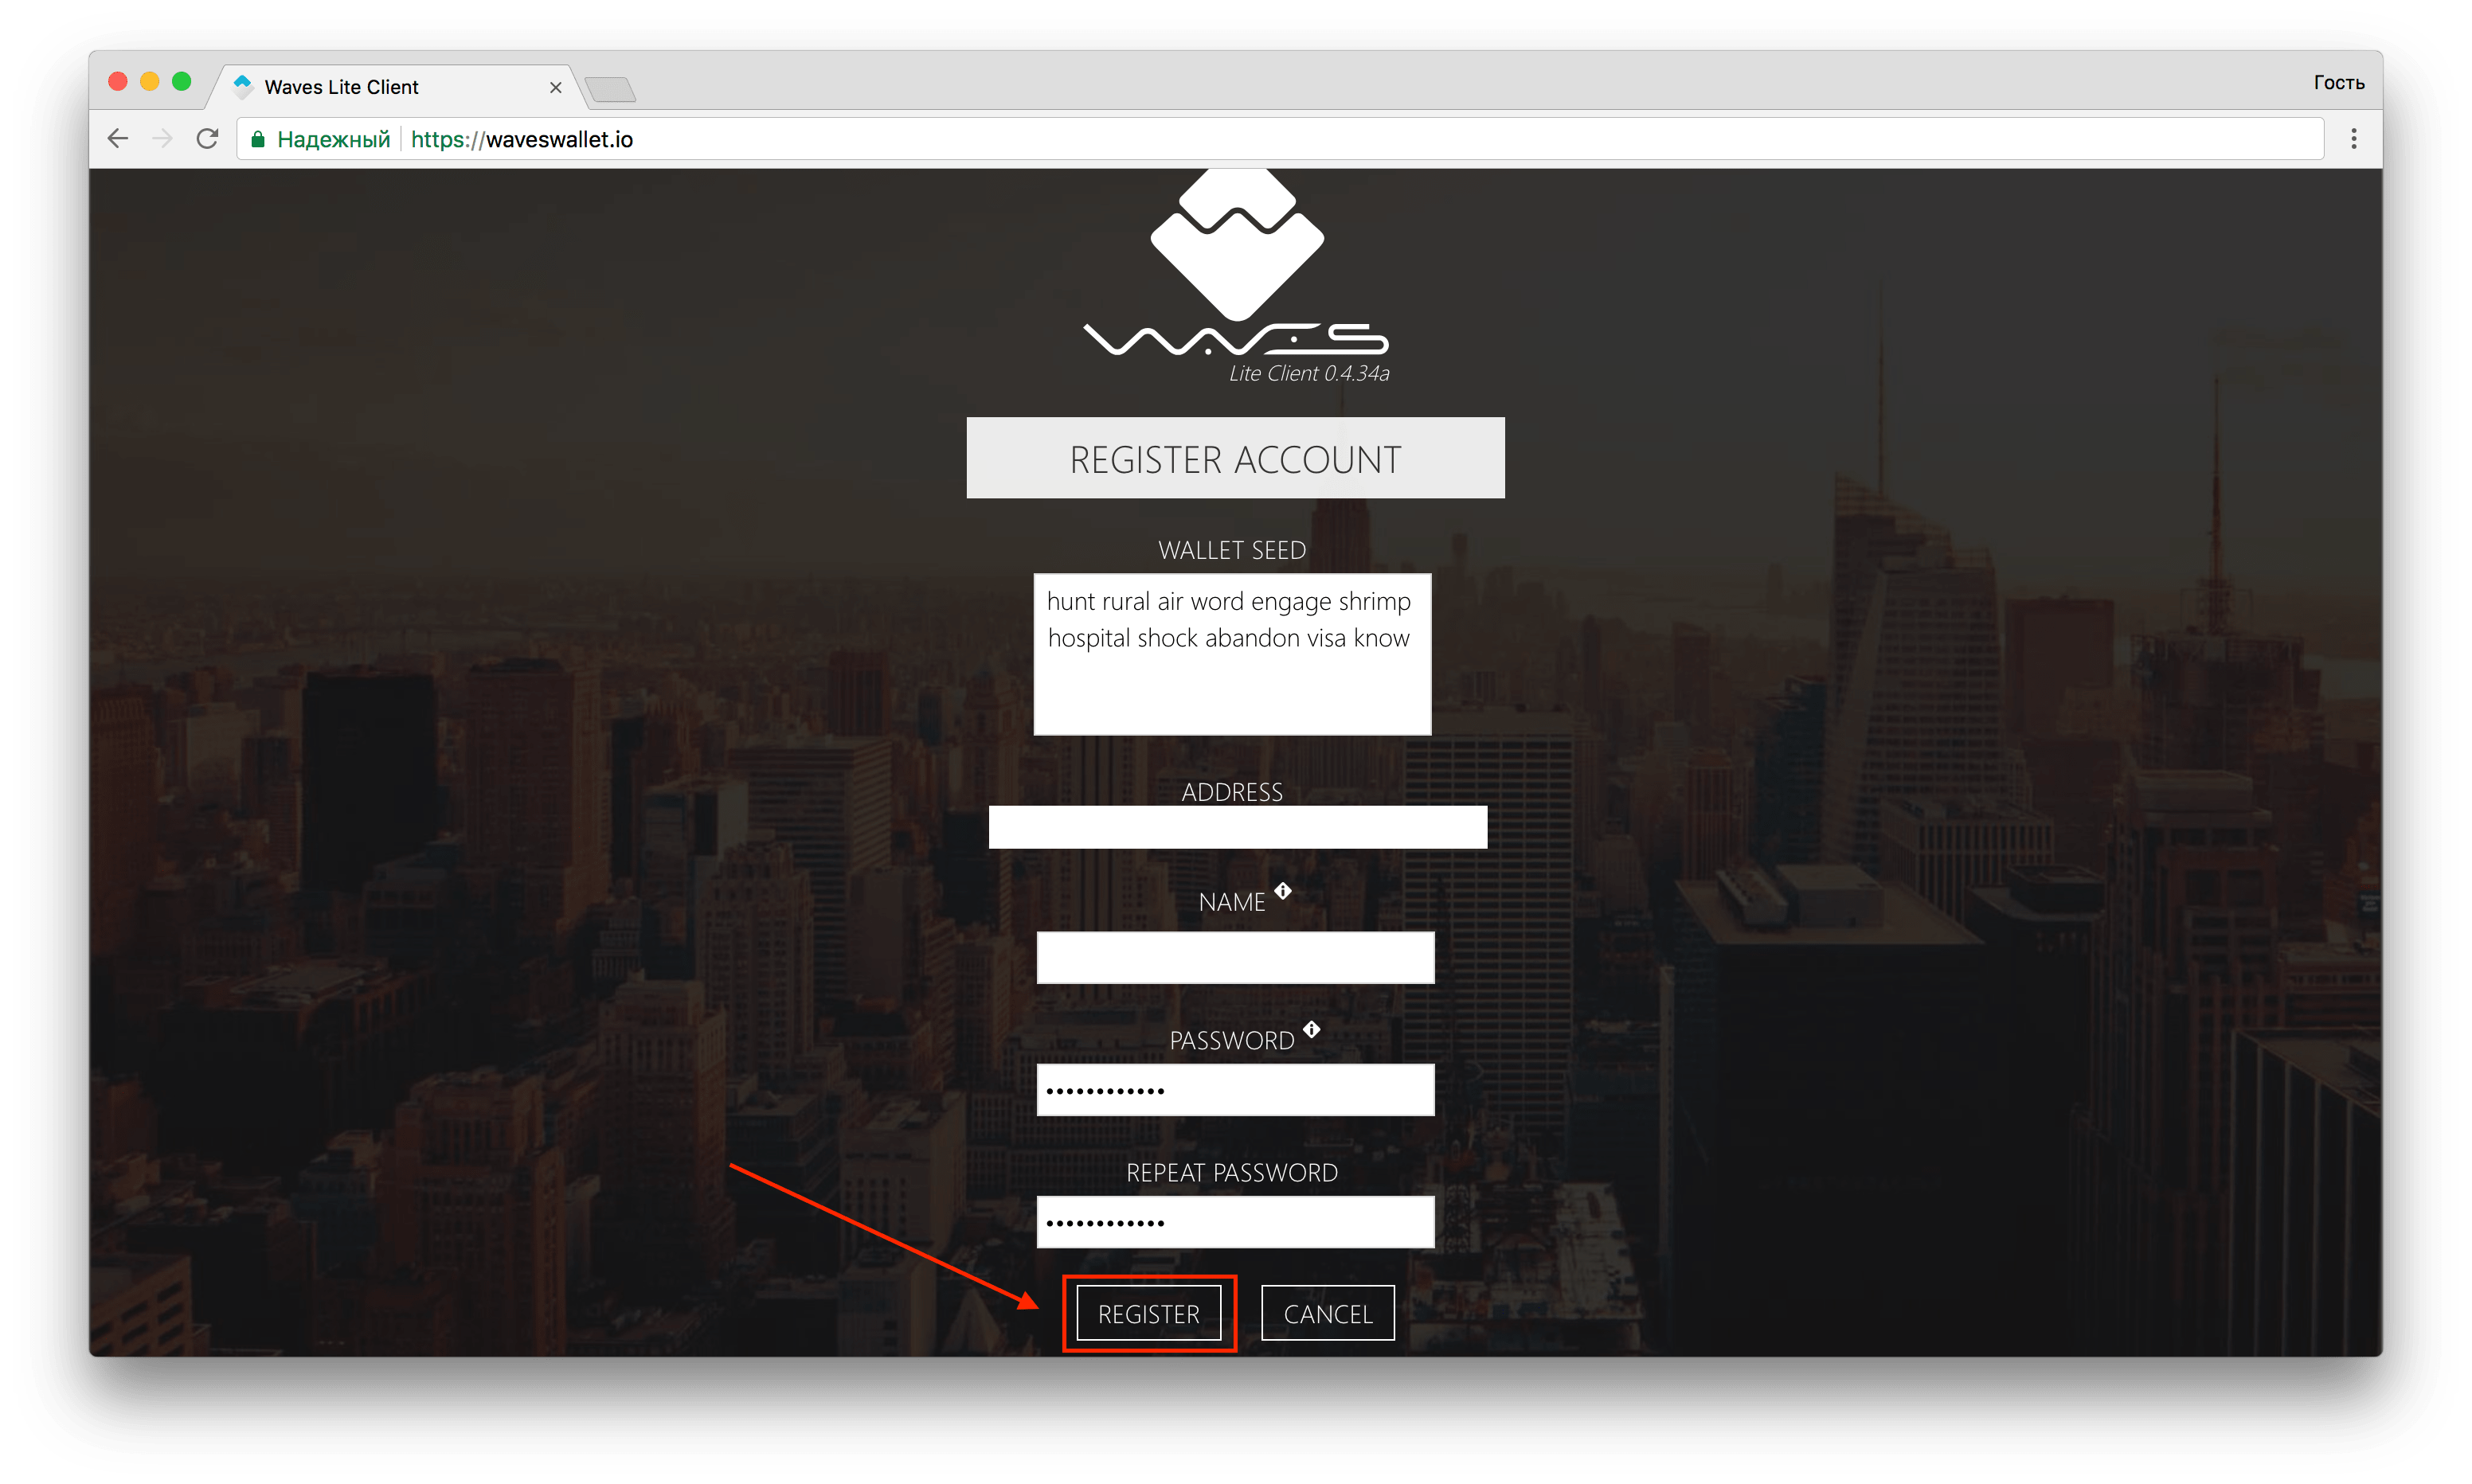 Waves Lite Client
Гость
Надежный https://waveswallet.io
WAVES
Lite Client 0.4.34a
REGISTER ACCOUNT
WALLET SEED
hunt rural air word engage shrimp
hospital shock abandon visa know
ADDRESS
NAME
PASSWORD
••••••••••••
REPEAT PASSWORD
••••••••••••
REGISTER CANCEL